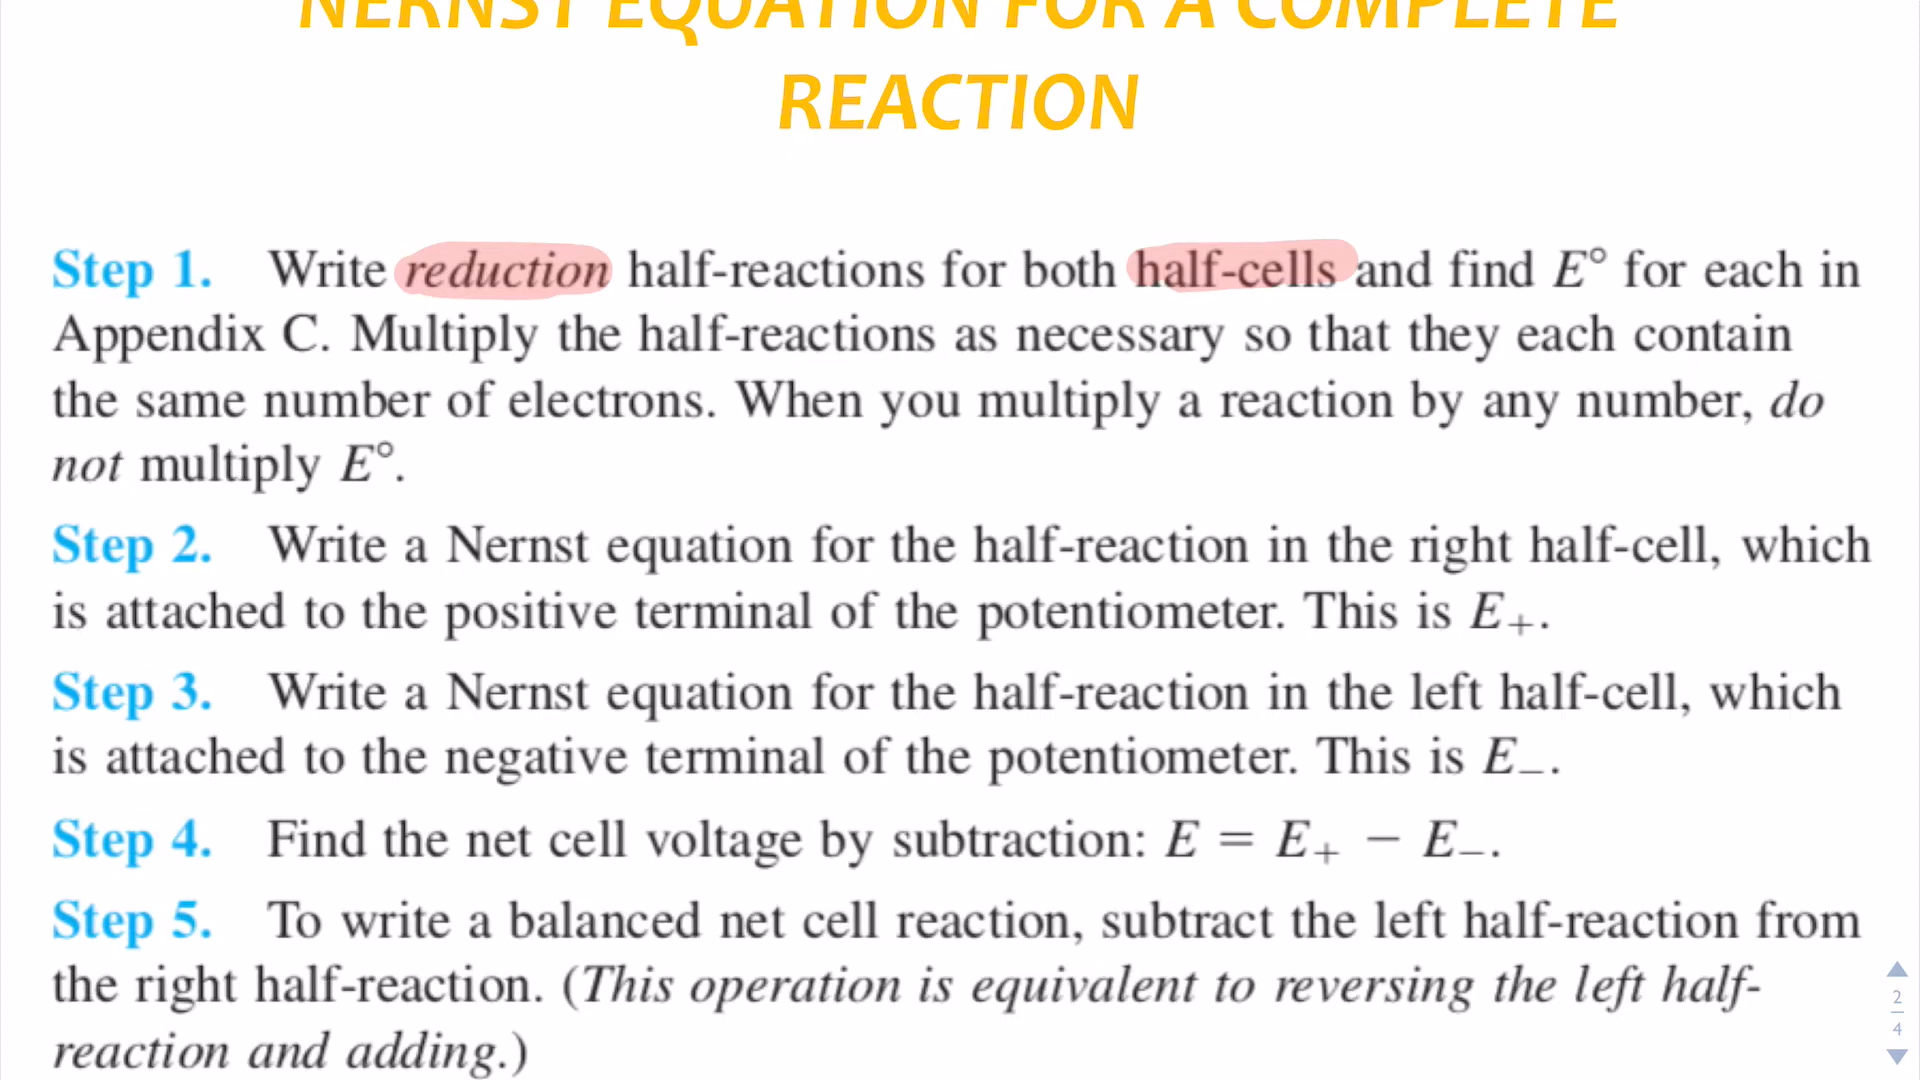 NERNST EQUATION FOR A COMPLETE
REACTION
Step 1. Write reduction half-reactions for both half-cells and find E° for each in
Appendix C. Multiply the half-reactions as necessary so that they each contain
the same number of electrons. When you multiply a reaction by any number, do
not multiply E°.
Step 2. Write a Nernst equation for the half-reaction in the right half-cell, which
is attached to the positive terminal of the potentiometer. This is E₊.
Step 3. Write a Nernst equation for the half-reaction in the left half-cell, which
is attached to the negative terminal of the potentiometer. This is E₋.
Step 4. Find the net cell voltage by subtraction: E = E₊ − E₋.
Step 5. To write a balanced net cell reaction, subtract the left half-reaction from
the right half-reaction. (This operation is equivalent to reversing the left half-
reaction and adding.)
2
4